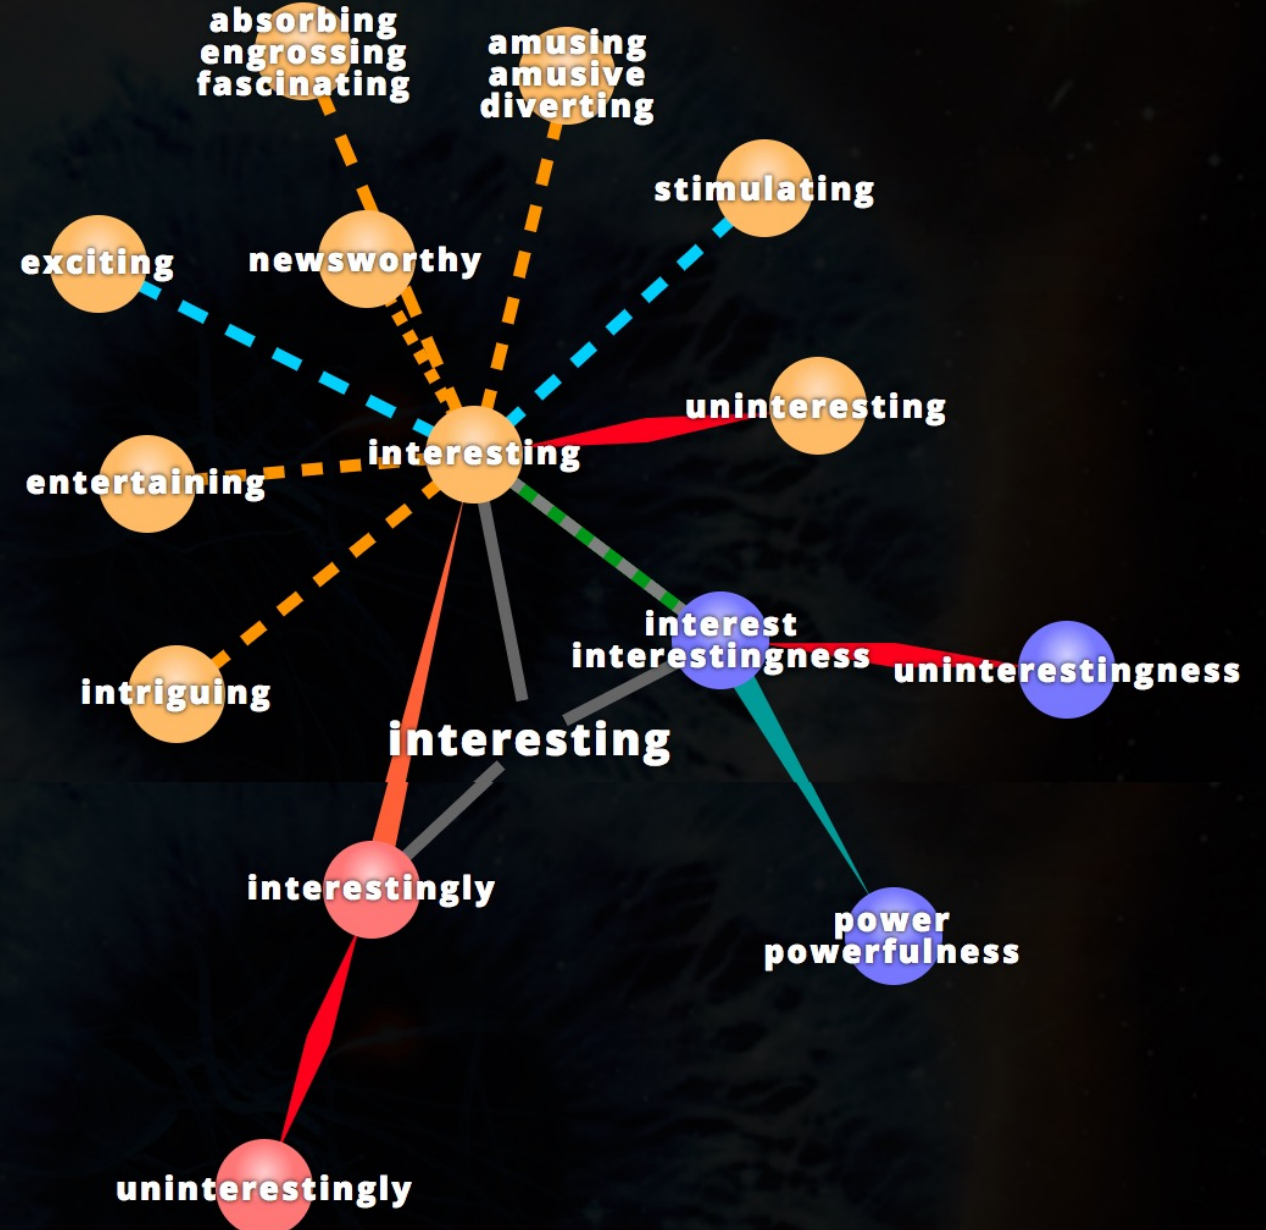 absorbing
engrossing
fascinating
amusing
amusive
diverting
stimulating
exciting
newsworthy
uninteresting
interesting
entertaining
interest
interestingness
uninterestingness
intriguing
interesting
interestingly
power
powerfulness
uninterestingly